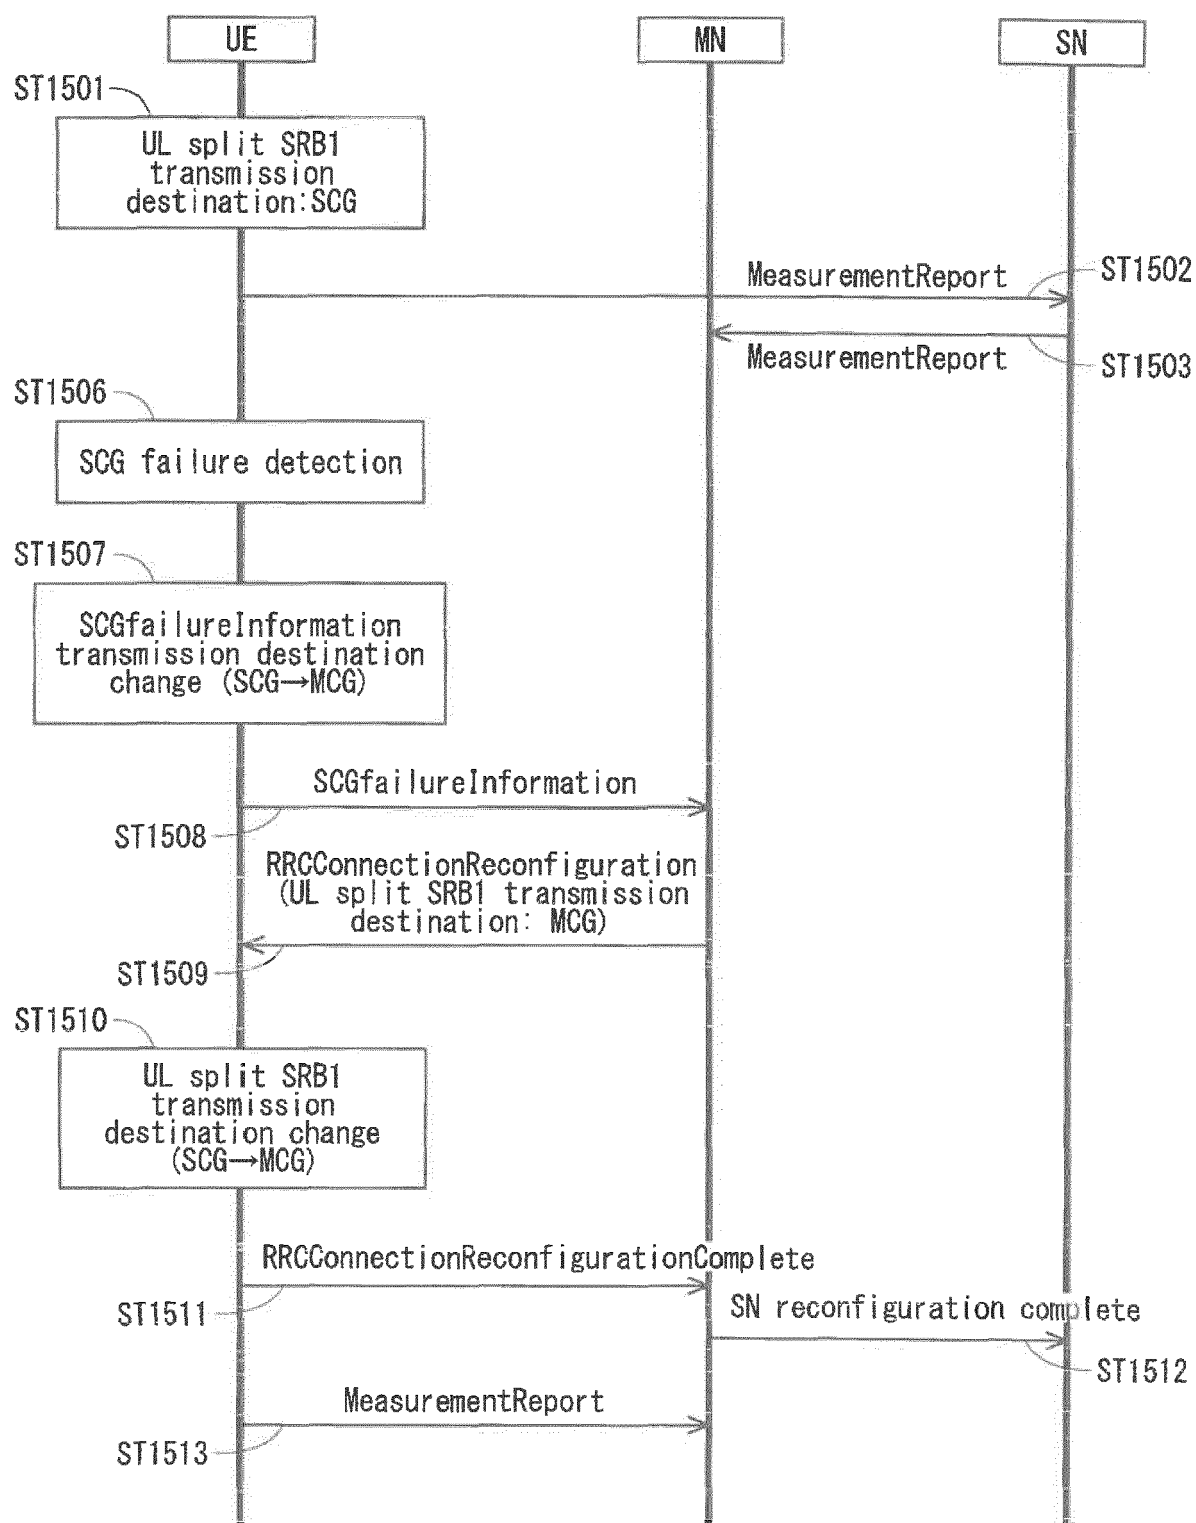 UE
MN
SN
ST1501
UL split SRB1
transmission
destination:SCG
MeasurementReport
ST1502
MeasurementReport
ST1503
ST1506
SCG failure detection
ST1507
SCGfailureInformation
transmission destination
change (SCG→MCG)
SCGfailureInformation
ST1508
RRCConnectionReconfiguration
(UL split SRB1 transmission
destination: MCG)
ST1509
ST1510
UL split SRB1
transmission
destination change
(SCG→MCG)
RRCConnectionReconfigurationComplete
ST1511
SN reconfiguration complete
ST1512
MeasurementReport
ST1513